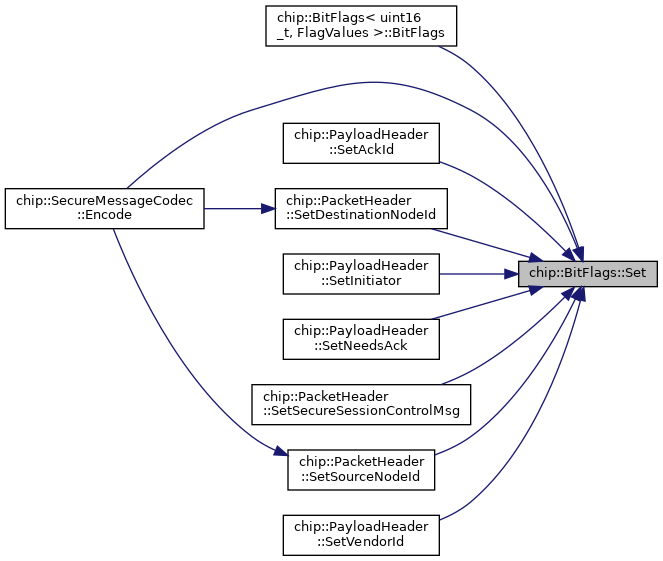 chip::BitFlags< uint16
_t, FlagValues >::BitFlags
chip::PayloadHeader
::SetAckId
chip::SecureMessageCodec
::Encode
chip::PacketHeader
::SetDestinationNodeId
chip::PayloadHeader
::SetInitiator
chip::BitFlags::Set
chip::PayloadHeader
::SetNeedsAck
chip::PacketHeader
::SetSecureSessionControlMsg
chip::PacketHeader
::SetSourceNodeId
chip::PayloadHeader
::SetVendorId